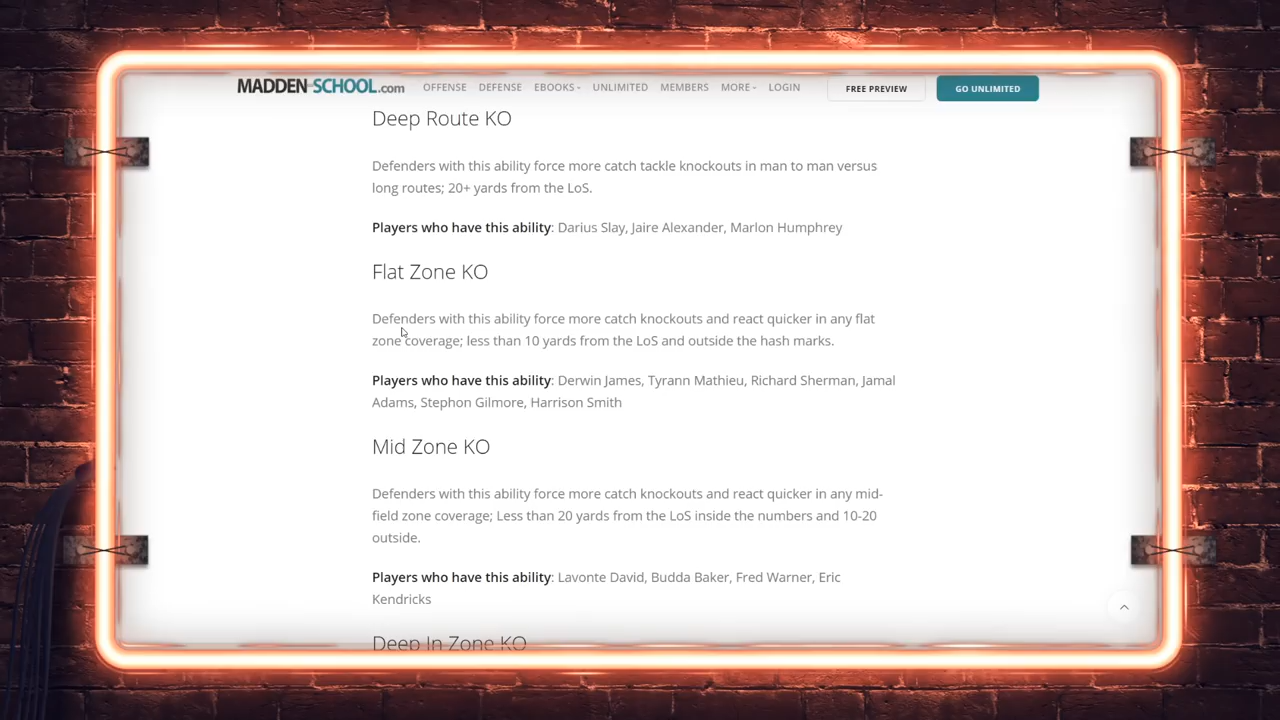 MADDEN-SCHOOL.com OFFENSE DEFENSE EBOOKS UNLIMITED MEMBERS MORE LOGIN FREE PREVIEW GO UNLIMITED
Deep Route KO
Defenders with this ability force more catch tackle knockouts in man to man versus
long routes; 20+ yards from the LoS.
Players who have this ability: Darius Slay, Jaire Alexander, Marlon Humphrey
Flat Zone KO
Defenders with this ability force more catch knockouts and react quicker in any flat
zone coverage; less than 10 yards from the LoS and outside the hash marks.
Players who have this ability: Derwin James, Tyrann Mathieu, Richard Sherman, Jamal
Adams, Stephon Gilmore, Harrison Smith
Mid Zone KO
Defenders with this ability force more catch knockouts and react quicker in any mid-
field zone coverage; Less than 20 yards from the LoS inside the numbers and 10-20
outside.
Players who have this ability: Lavonte David, Budda Baker, Fred Warner, Eric
Kendricks
Deep In Zone KO